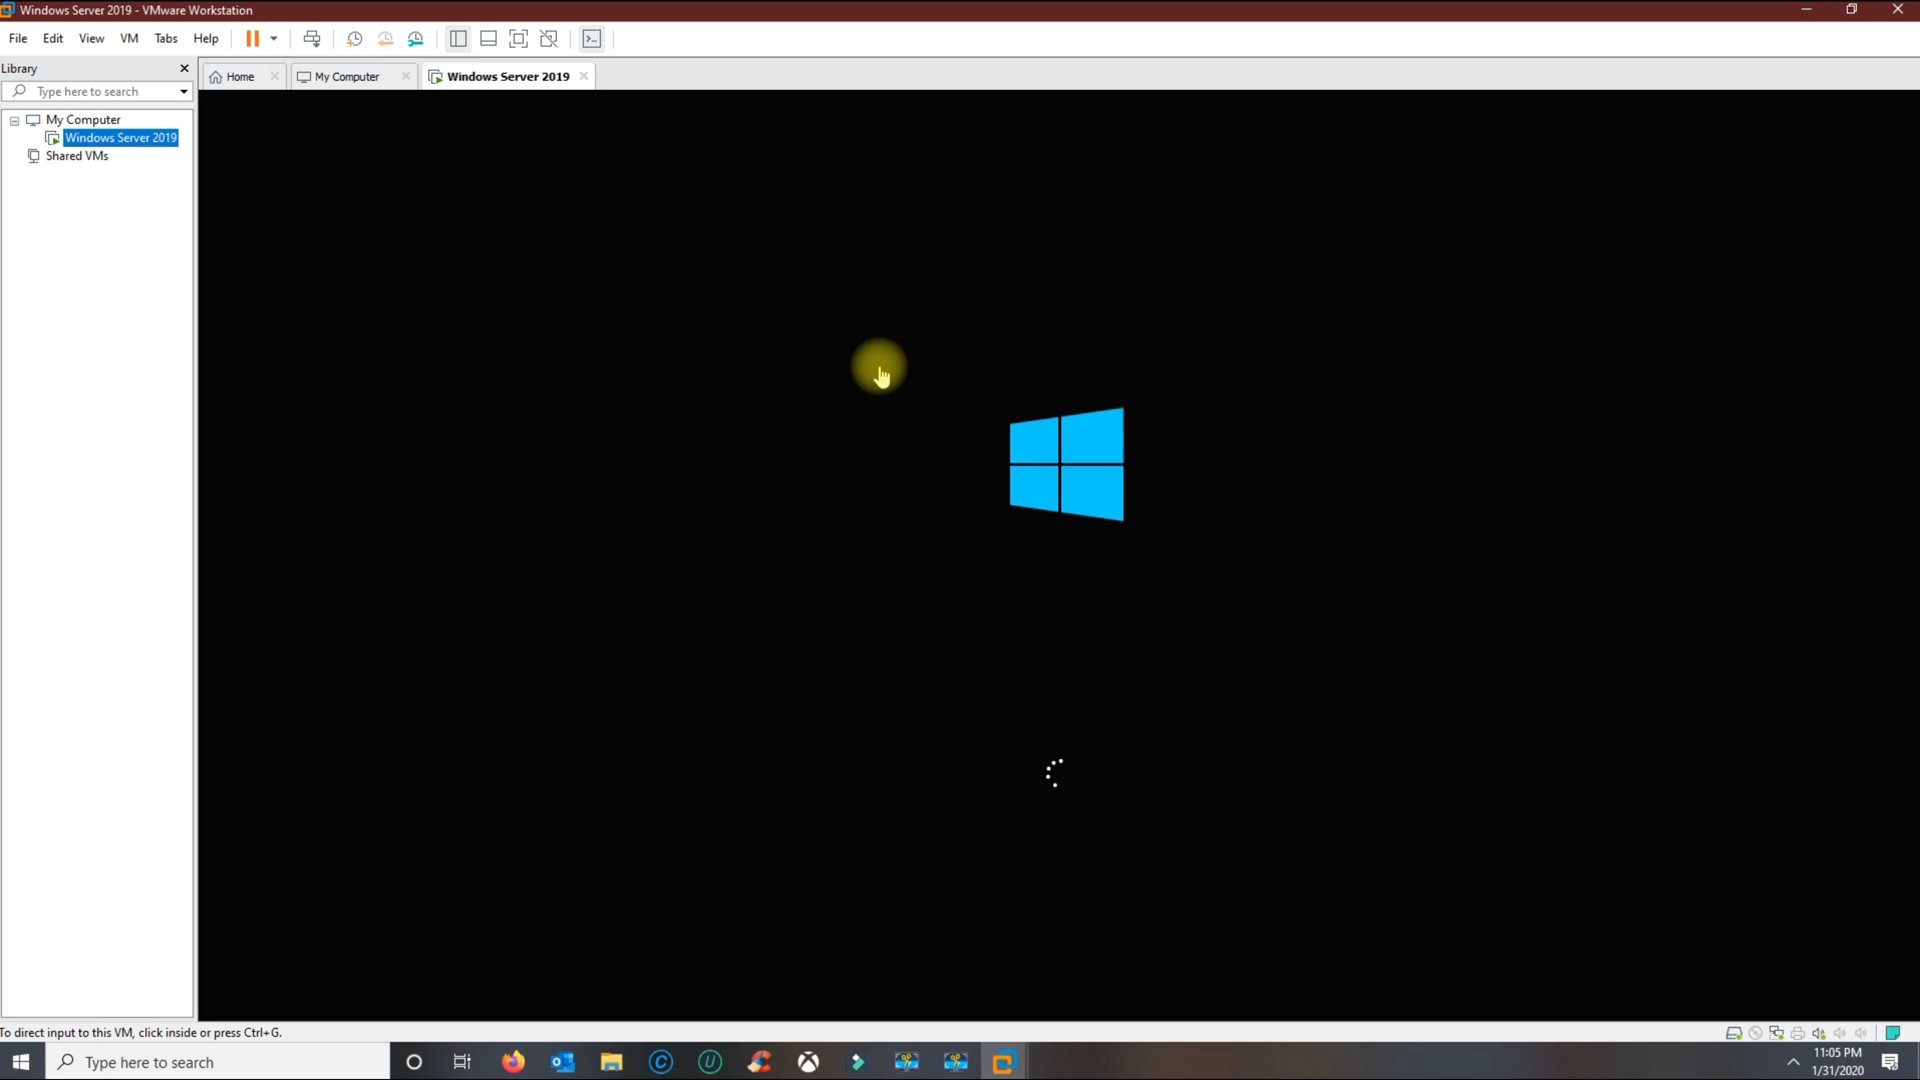 Windows Server 2019 - VMware Workstation
File Edit View VM Tabs Help
Library
Type here to search
Home My Computer Windows Server 2019
My Computer
Windows Server 2019
Shared VMs
To direct input to this VM, click inside or press Ctrl+G.
Type here to search
11:05 PM
1/31/2020